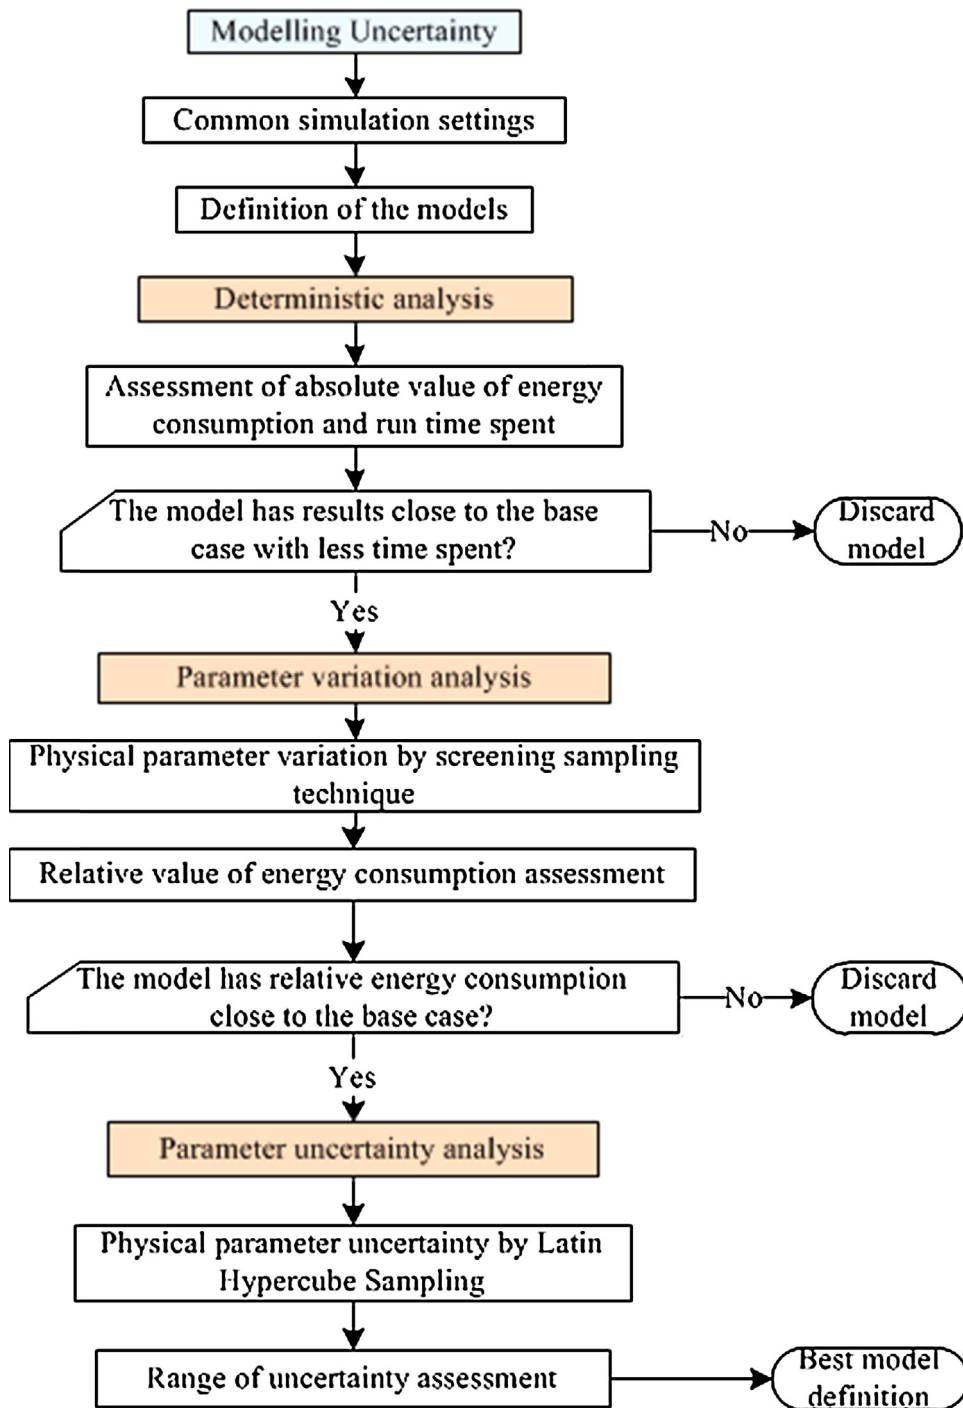 Modelling Uncertainty
Common simulation settings
Definition of the models
Deterministic analysis
Assessment of absolute value of energy
consumption and run time spent
The model has results close to the base
case with less time spent?
No
Discard
model
Yes
Parameter variation analysis
Physical parameter variation by screening sampling
technique
Relative value of energy consumption assessment
The model has relative energy consumption
close to the base case?
No
Discard
model
Yes
Parameter uncertainty analysis
Physical parameter uncertainty by Latin
Hypercube Sampling
Range of uncertainty assessment
Best model
definition